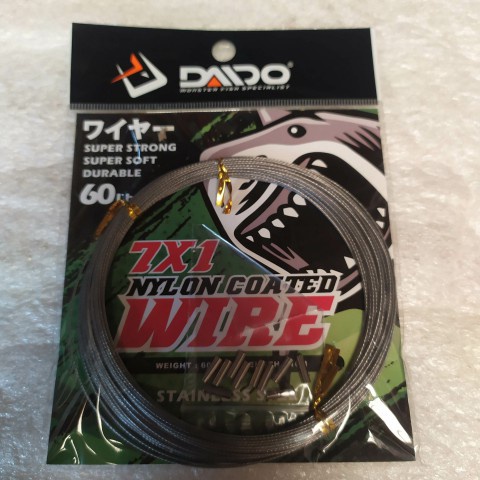 DAIDO
MONSTER FISH SPECIALIST
ワイヤー
SUPER STRONG
SUPER SOFT
DURABLE
7X1
NYLON COATED
WIRE
WEIGHT
STAINLESS